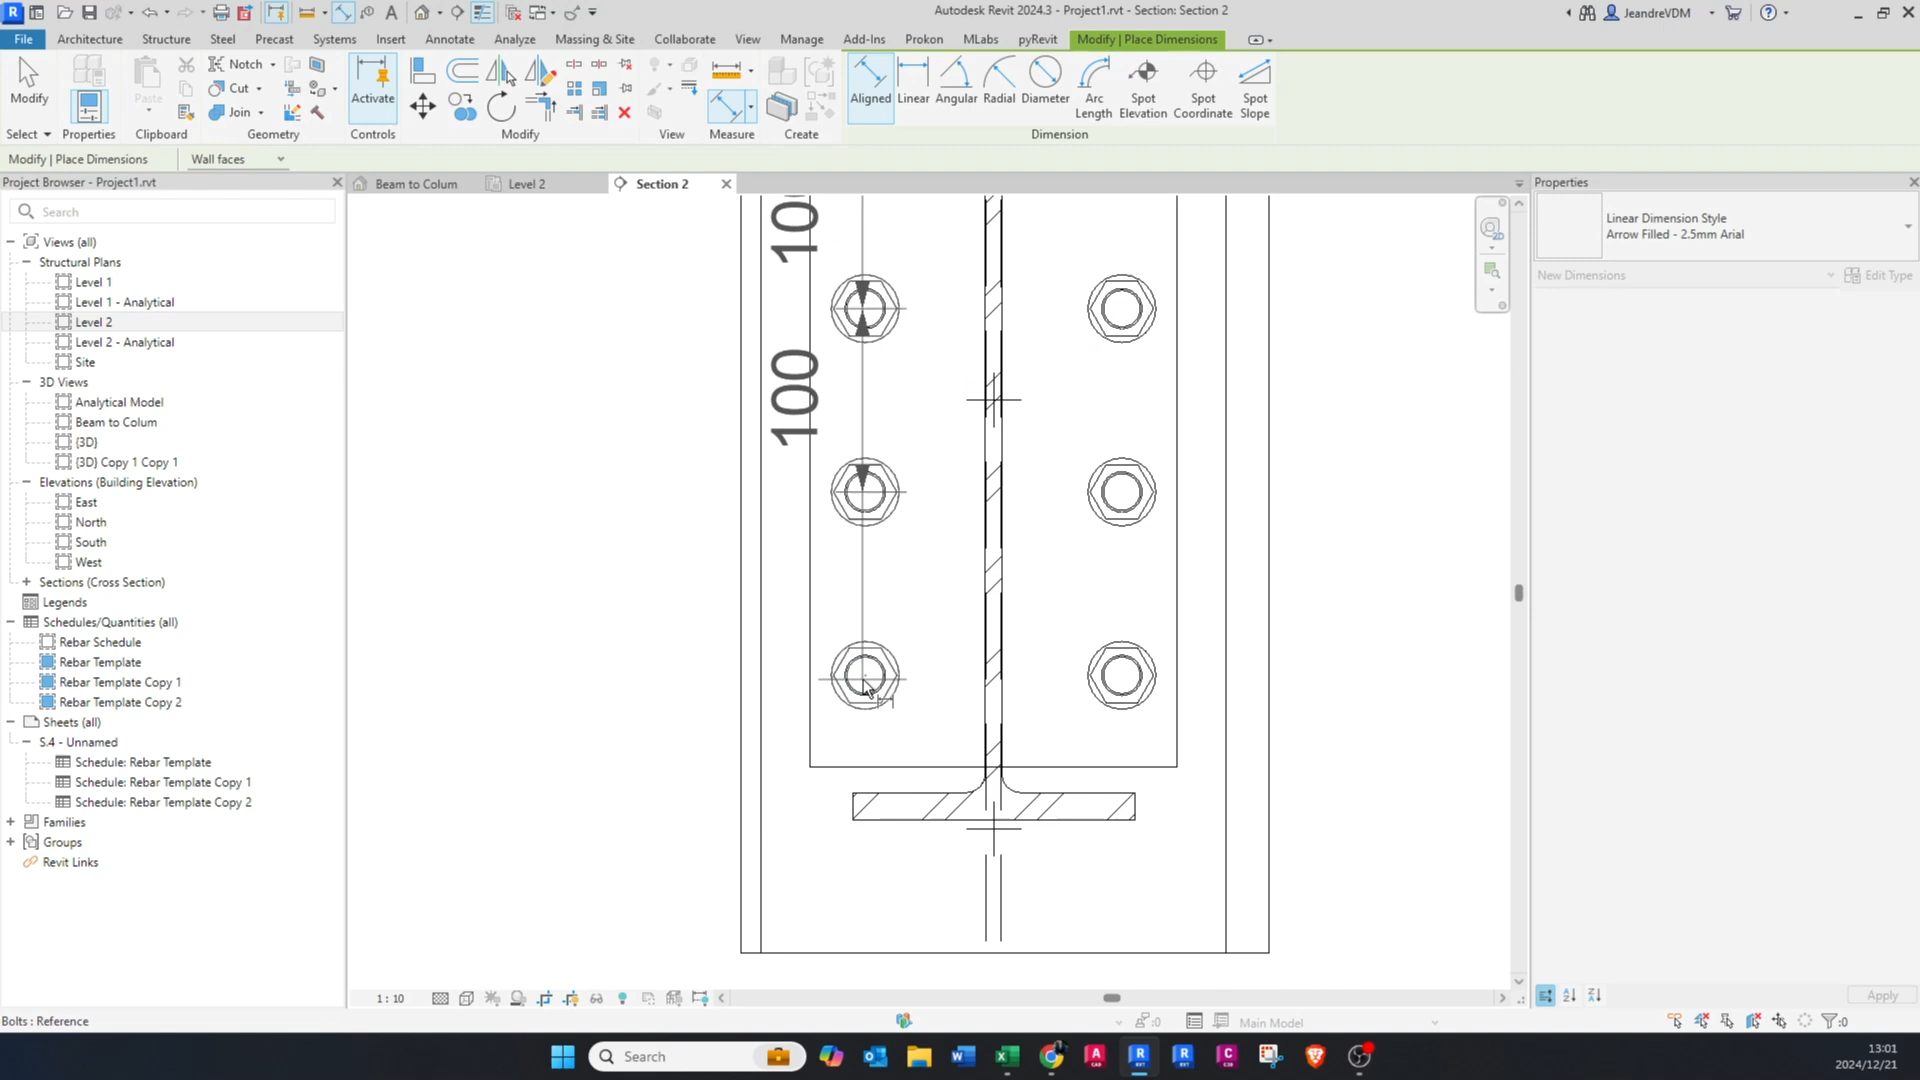 Autodesk Revit 2024.3 - Project1.rvt - Section: Section 2
JeandreVDM
File
Architecture
Structure
Steel
Precast
Systems
Insert
Annotate
Analyze
Massing & Site
Collaborate
View
Manage
Add-Ins
Prokon
MLabs
pyRevit
Modify | Place Dimensions
Modify
Properties
Paste
Notch
Cut
Join
Activate
Aligned
Linear
Angular
Radial
Diameter
Arc
Length
Spot
Elevation
Spot
Coordinate
Spot
Slope
Select
Properties
Clipboard
Geometry
Controls
Modify
View
Measure
Create
Dimension
Modify | Place Dimensions
Wall faces
Project Browser - Project1.rvt
Search
Views (all)
Structural Plans
Level 1
Level 1 - Analytical
Level 2
Level 2 - Analytical
Site
3D Views
Analytical Model
Beam to Colum
{3D}
{3D} Copy 1 Copy 1
Elevations (Building Elevation)
East
North
South
West
Sections (Cross Section)
Legends
Schedules/Quantities (all)
Rebar Schedule
Rebar Template
Rebar Template Copy 1
Rebar Template Copy 2
Sheets (all)
S.4 - Unnamed
Schedule: Rebar Template
Schedule: Rebar Template Copy 1
Schedule: Rebar Template Copy 2
Families
Groups
Revit Links
Beam to Colum
Level 2
Section 2
100
2D
Properties
Linear Dimension Style
Arrow Filled - 2.5mm Arial
New Dimensions
Edit Type
Apply
1 : 10
Bolts : Reference
:0
Main Model
:0
Search
13:01
2024/12/21